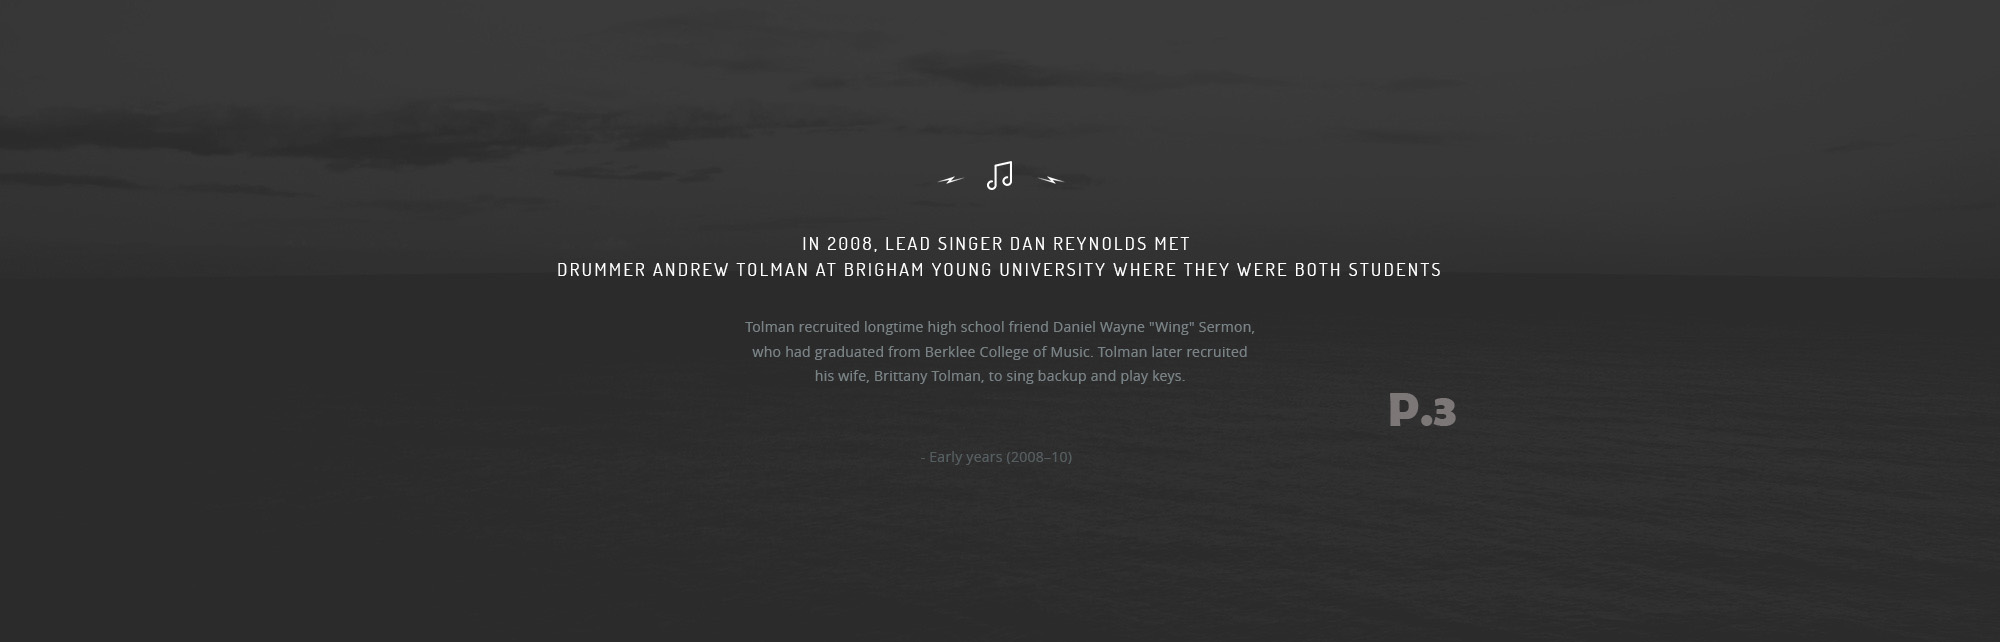 IN 2008, LEAD SINGER DAN REYNOLDS MET
DRUMMER ANDREW TOLMAN AT BRIGHAM YOUNG UNIVERSITY WHERE THEY WERE BOTH STUDENTS
Tolman recruited longtime high school friend Daniel Wayne "Wing" Sermon,
who had graduated from Berklee College of Music. Tolman later recruited
his wife, Brittany Tolman, to sing backup and play keys.
P.3
- Early years (2008–10)